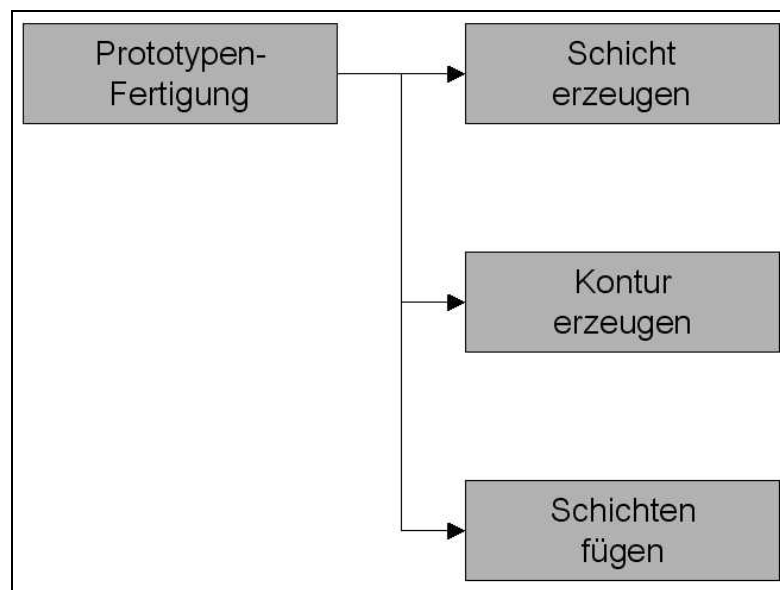 Prototypen-
Fertigung
Schicht
erzeugen
Kontur
erzeugen
Schichten
fügen